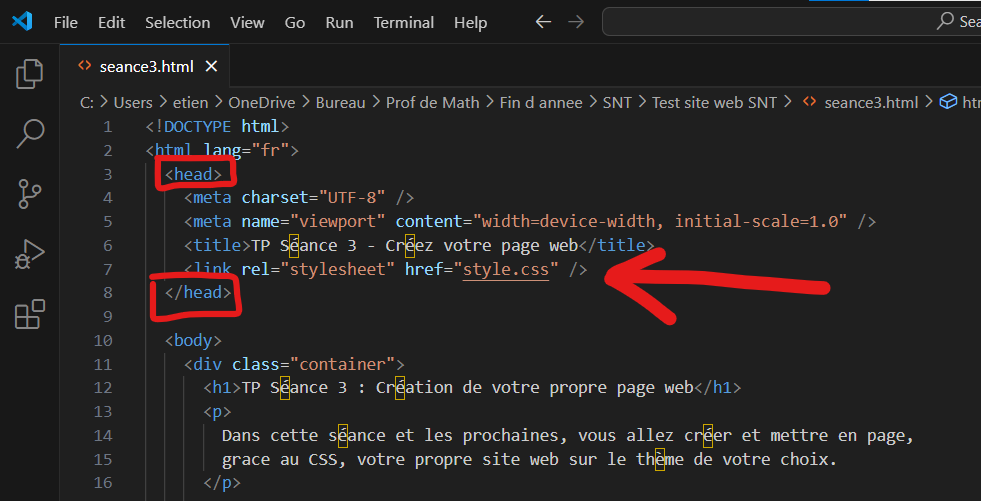 File Edit Selection View Go Run Terminal Help Sea
seance3.html
C: > Users > etien > OneDrive > Bureau > Prof de Math > Fin d annee > SNT > Test site web SNT > seance3.html >
1 <!DOCTYPE html>
2 <html lang="fr">
3 <head>
4 <meta charset="UTF-8" />
5 <meta name="viewport" content="width=device-width, initial-scale=1.0" />
6 <title>TP Séance 3 - Créez votre page web</title>
7 <link rel="stylesheet" href="style.css" />
8 </head>
9
10 <body>
11 <div class="container">
12 <h1>TP Séance 3 : Création de votre propre page web</h1>
13 <p>
14 Dans cette séance et les prochaines, vous allez créer et mettre en page,
15 grace au CSS, votre propre site web sur le thème de votre choix.
16 </p>